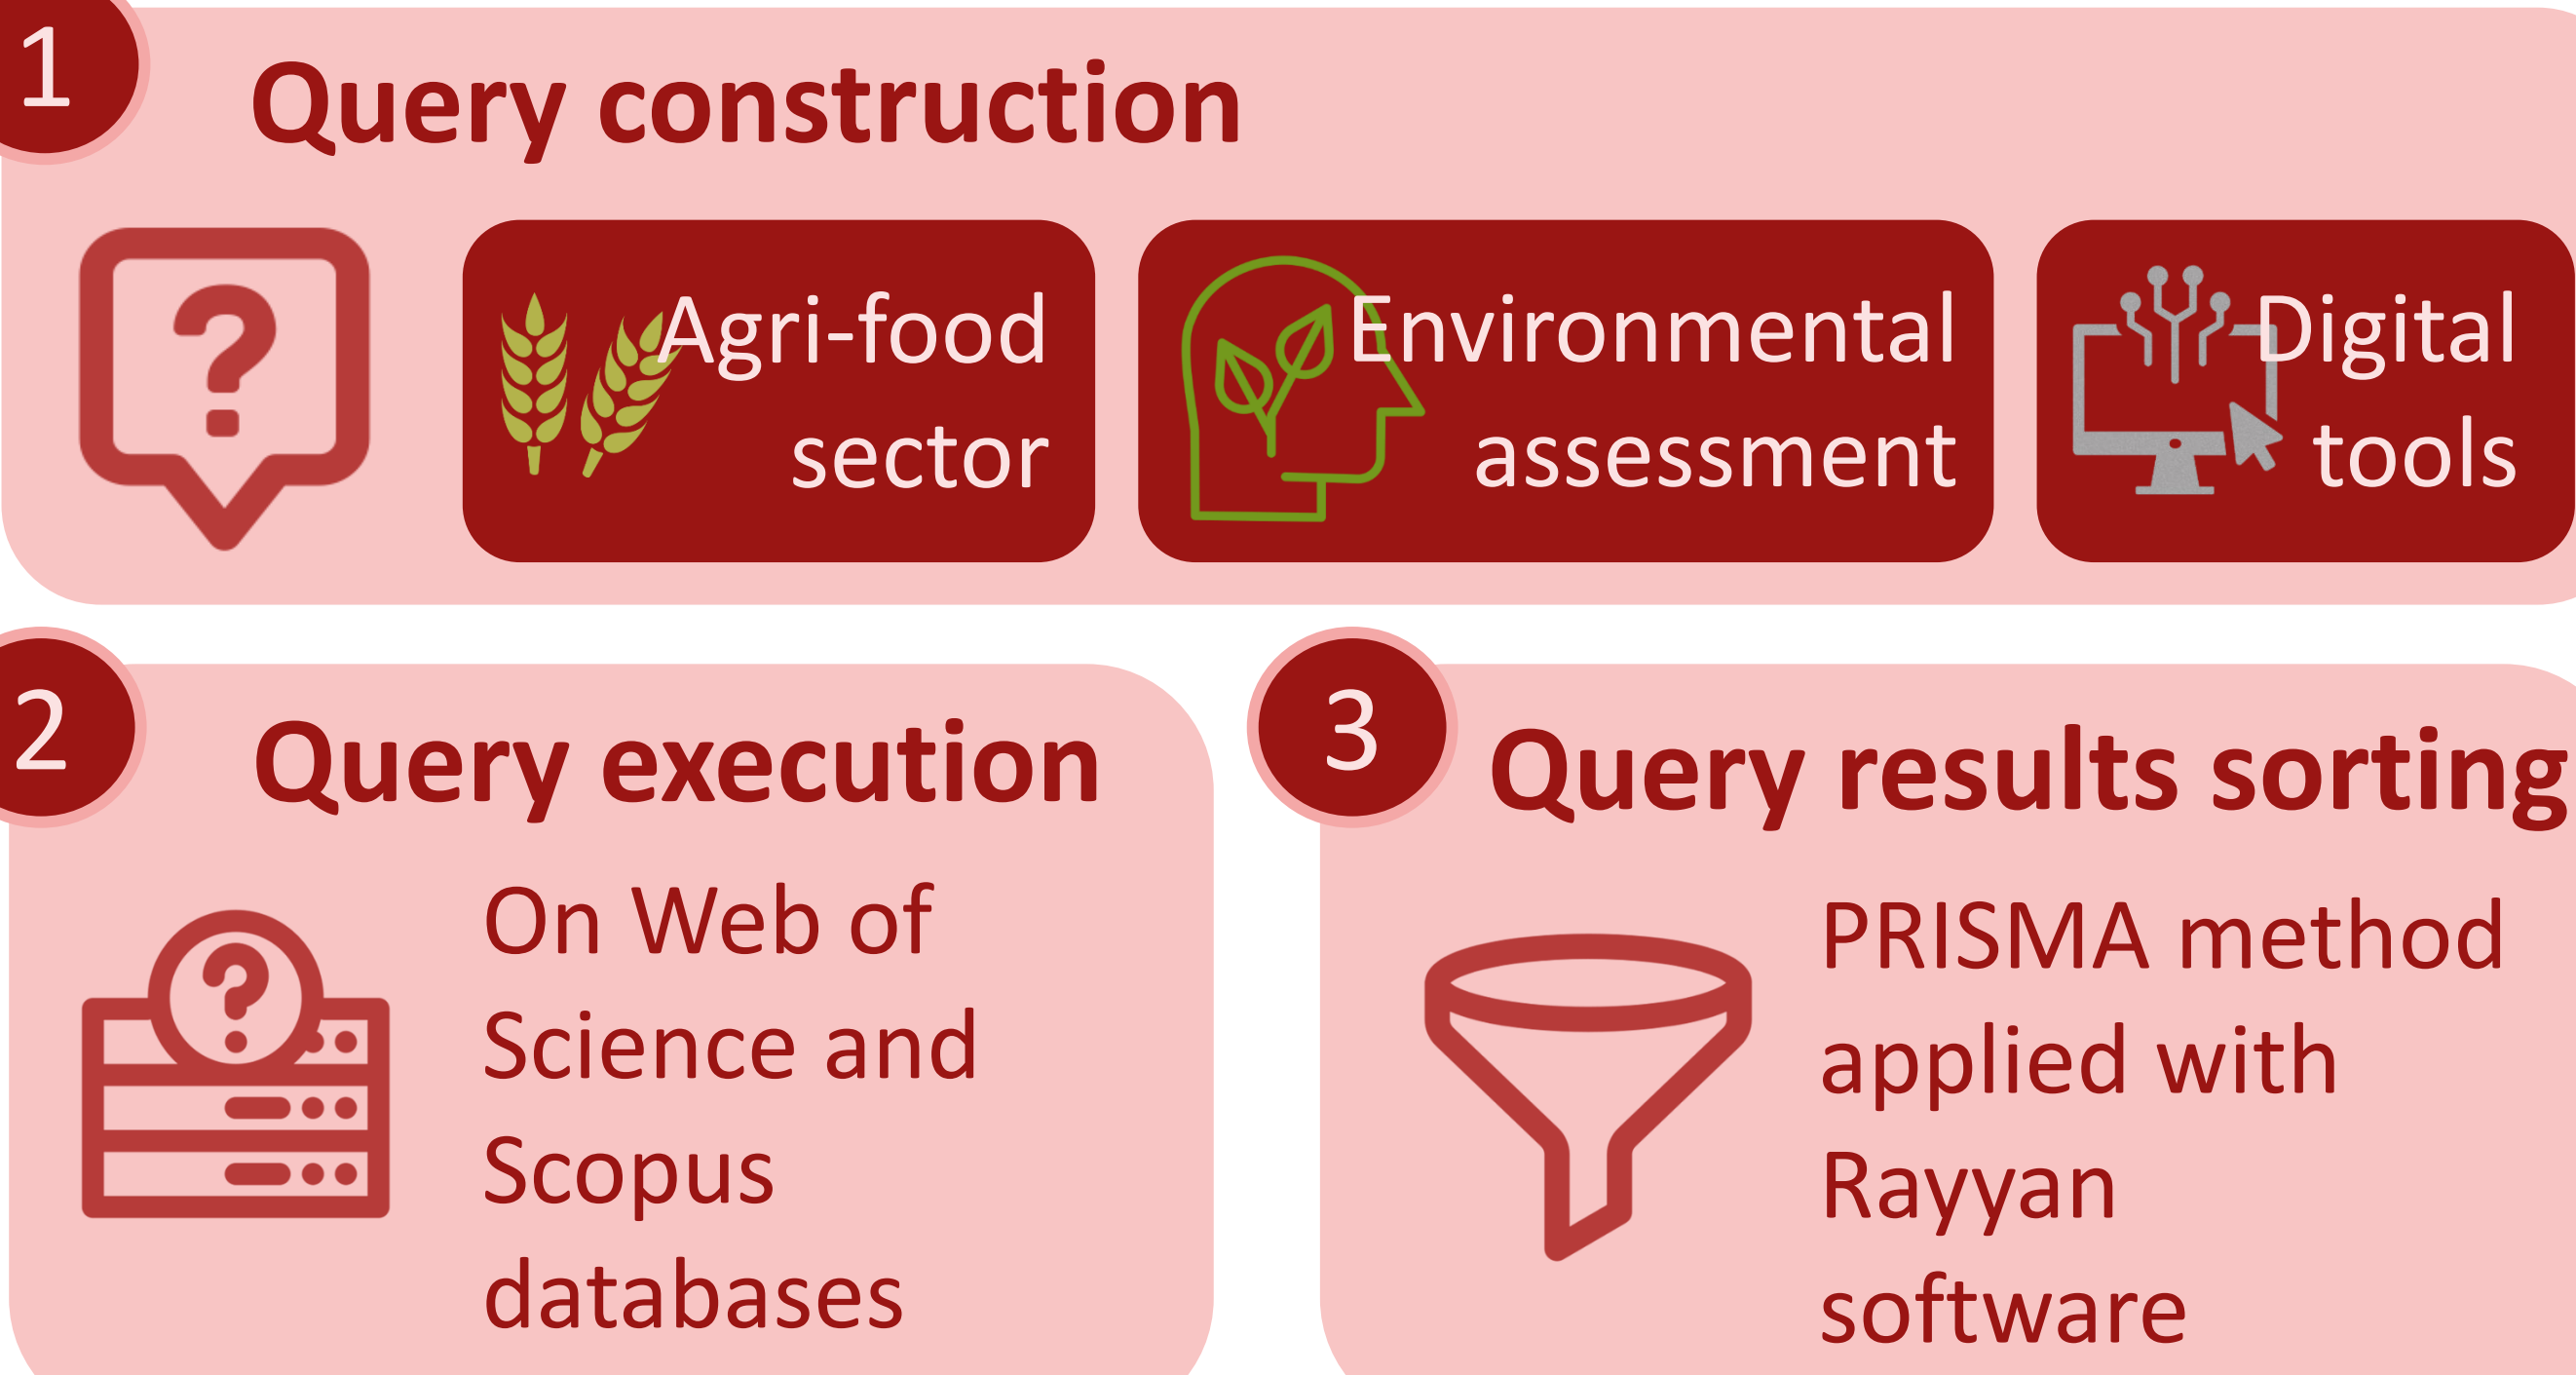 1
Query construction
Agri-food
sector
Environmental
assessment
Digital
tools
2
Query execution
On Web of
Science and
Scopus
databases
3
Query results sorting
PRISMA method
applied with
Rayyan
software